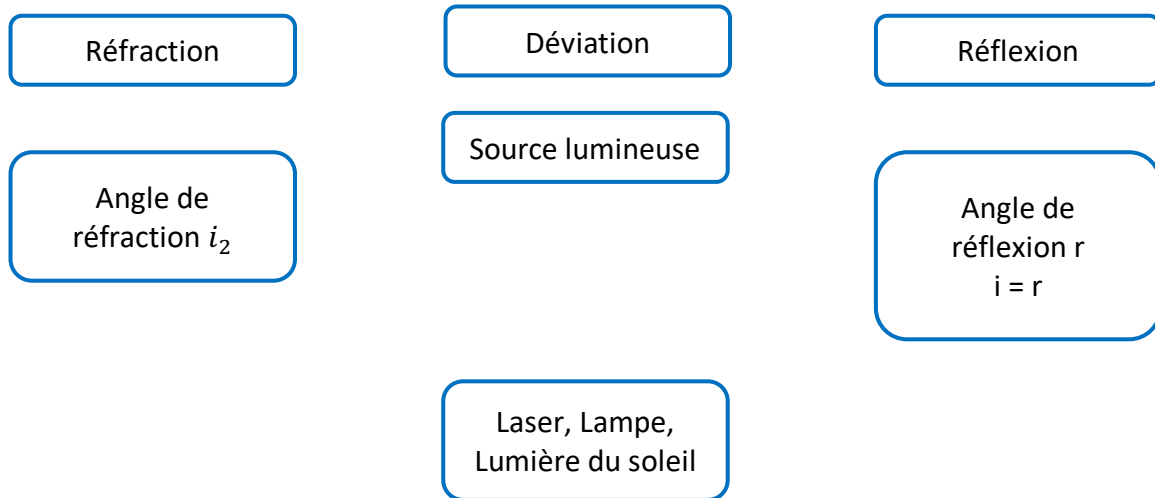 Réfraction
Déviation
Réflexion
Source lumineuse
Angle de
réfraction i₂
Angle de
réflexion r
i = r
Laser, Lampe,
Lumière du soleil